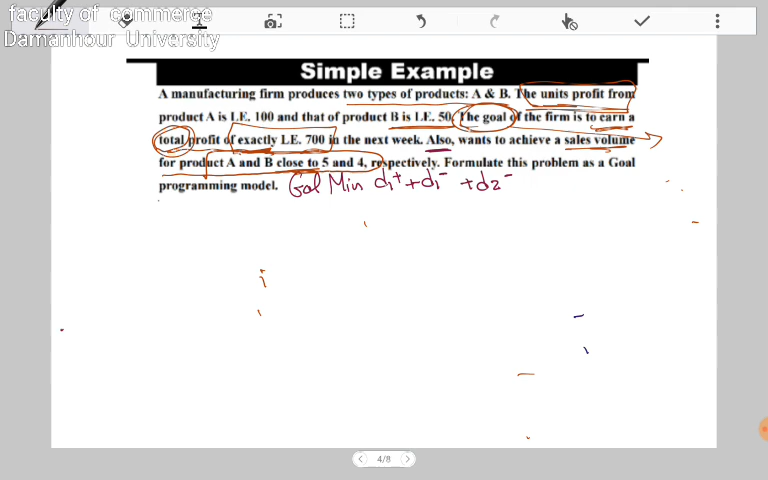 faculty of commerce
Damanhour University
Simple Example
A manufacturing firm produces two types of products: A & B. The units profit from
product A is I.E. 100 and that of product B is I.E. 50. The goal of the firm is to earn a
total profit of exactly LE. 700 in the next week. Also, wants to achieve a sales volume
for product A and B close to 5 and 4, respectively. Formulate this problem as a Goal
programming model. Goal Min d₁⁺ + d₁⁻ + d₂⁻
4/8